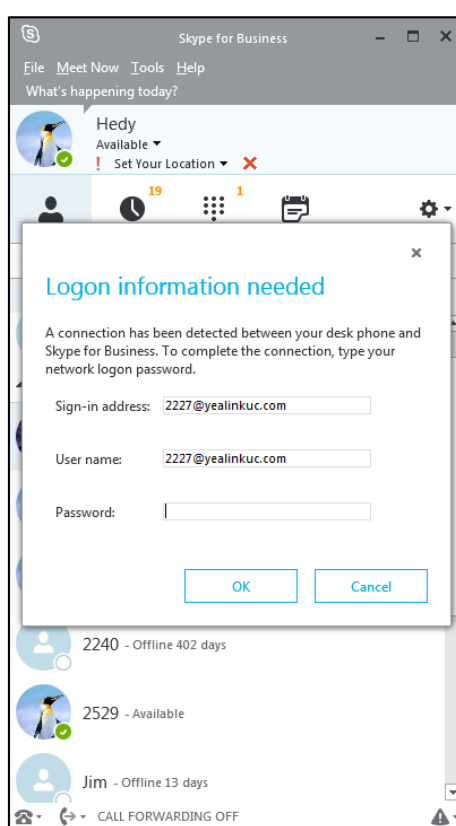 Skype for Business
File Meet Now Tools Help
What's happening today?
Hedy
Available
! Set Your Location
19 1
Logon information needed
A connection has been detected between your desk phone and
Skype for Business. To complete the connection, type your
network logon password.
Sign-in address: 2227@yealinkuc.com
User name: 2227@yealinkuc.com
Password:
OK Cancel
2240 - Offline 402 days
2529 - Available
Jim - Offline 13 days
CALL FORWARDING OFF